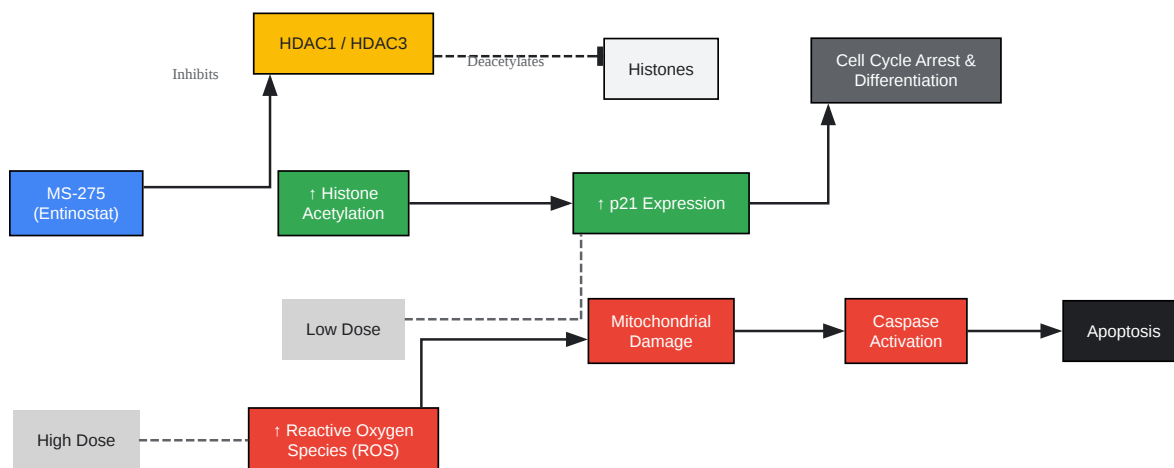 HDAC1 / HDAC3
Inhibits
Deacetylates
Histones
Cell Cycle Arrest &
Differentiation
MS-275
(Entinostat)
↑ Histone
Acetylation
↑ p21 Expression
Low Dose
Mitochondrial
Damage
Caspase
Activation
Apoptosis
High Dose
↑ Reactive Oxygen
Species (ROS)